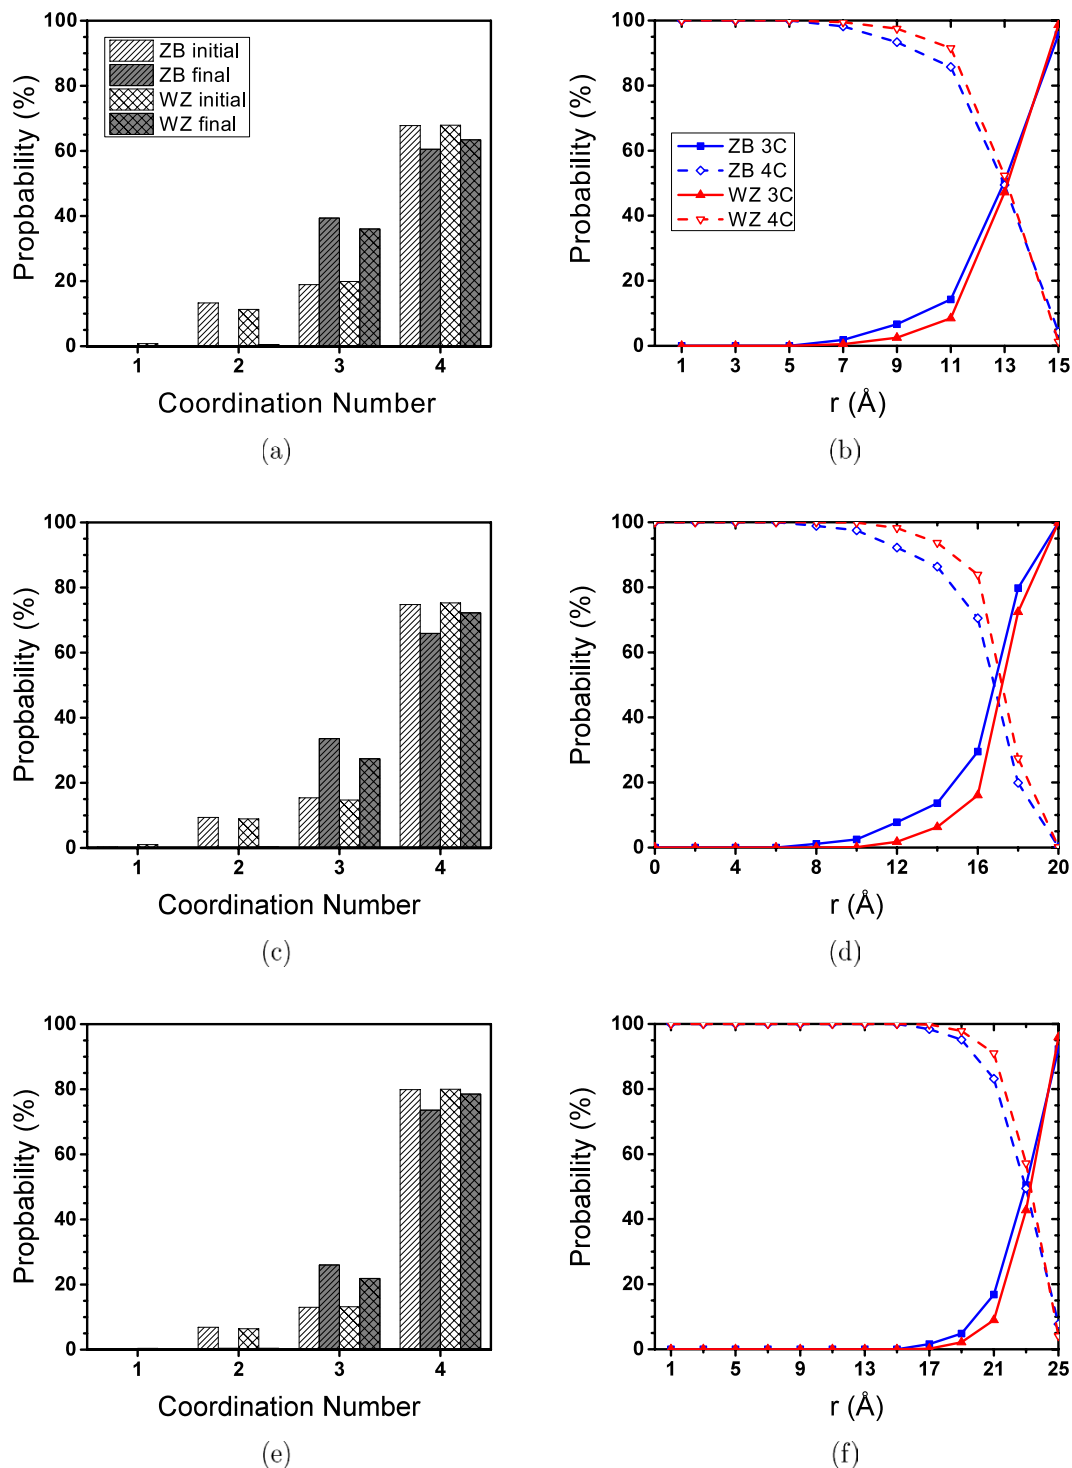 100
80
60
40
20
0
Propbability (%)
ZB initial
ZB final
WZ initial
WZ final
1 2 3 4
Coordination Number
(a)
100
80
60
40
20
0
Probability (%)
ZB 3C
ZB 4C
WZ 3C
WZ 4C
1 3 5 7 9 11 13 15
r (Å)
(b)
100
80
60
40
20
0
Propbability (%)
1 2 3 4
Coordination Number
(c)
100
80
60
40
20
0
Probability (%)
0 4 8 12 16 20
r (Å)
(d)
100
80
60
40
20
0
Propbability (%)
1 2 3 4
Coordination Number
(e)
100
80
60
40
20
0
Probability (%)
1 5 9 13 17 21 25
r (Å)
(f)